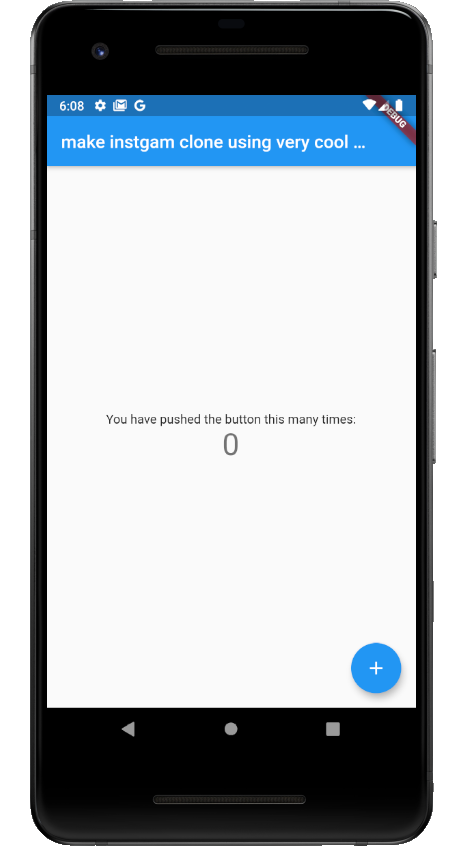 6:08
DEBUG
make instgam clone using very cool ...
You have pushed the button this many times:
0